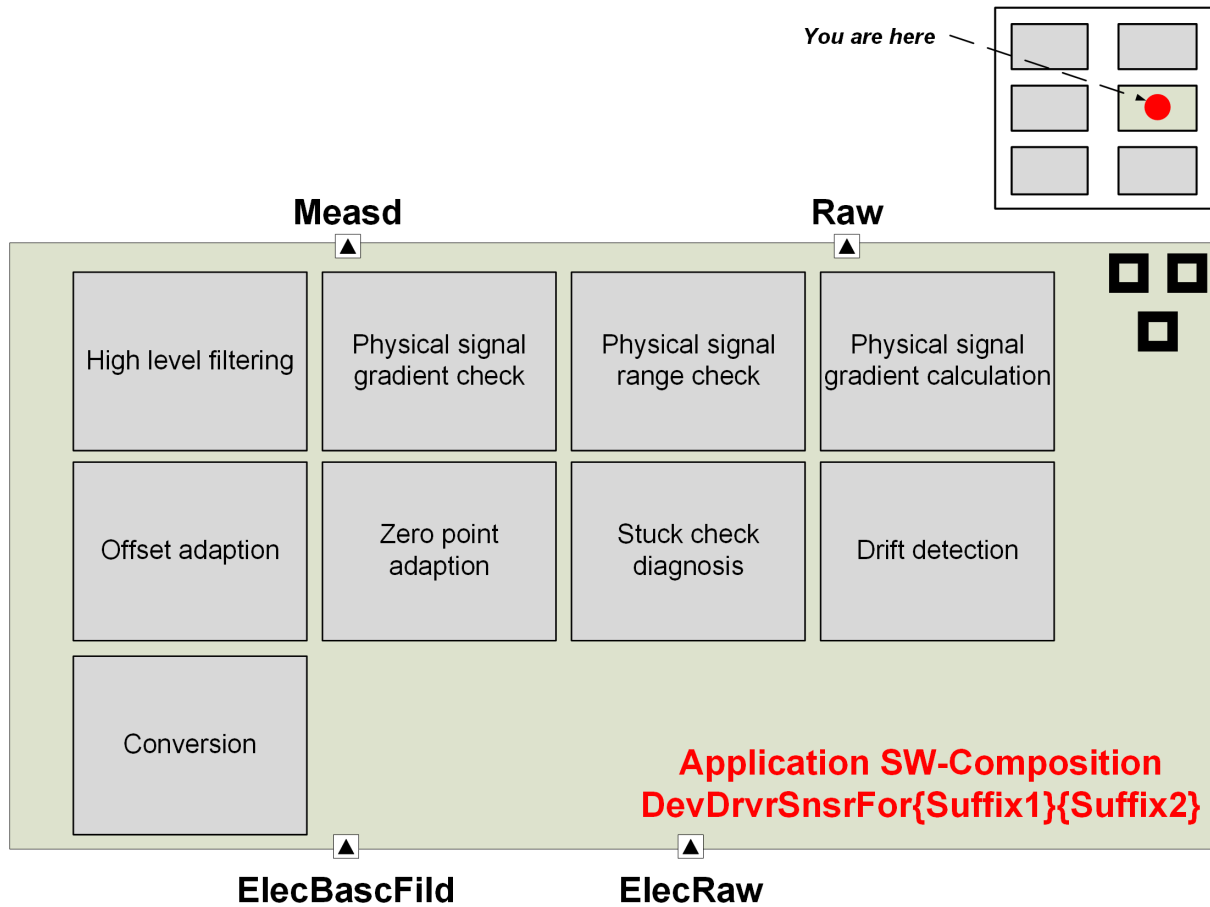 You are here
Measd
Raw
High level filtering
Physical signal
gradient check
Physical signal
range check
Physical signal
gradient calculation
Offset adaption
Zero point
adaption
Stuck check
diagnosis
Drift detection
Conversion
Application SW-Composition
DevDrvrSnsrFor{Suffix1}{Suffix2}
ElecBascFild
ElecRaw